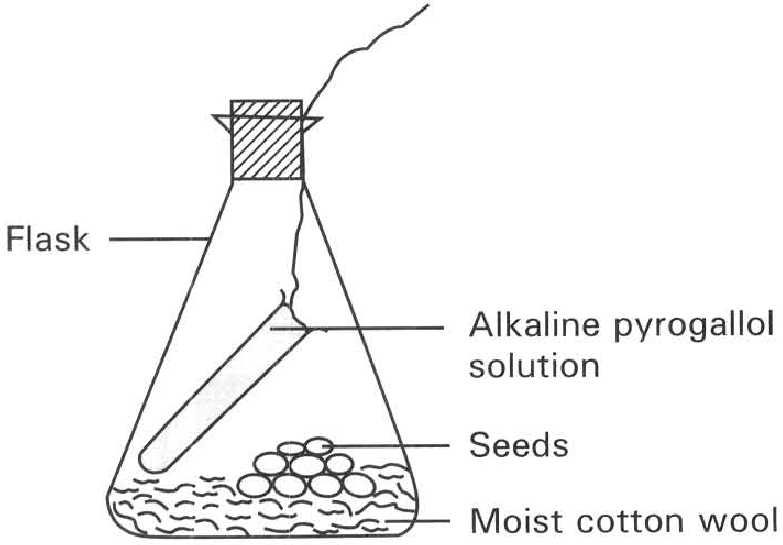 Flask
Alkaline pyrogallol
solution
Seeds
Moist cotton wool